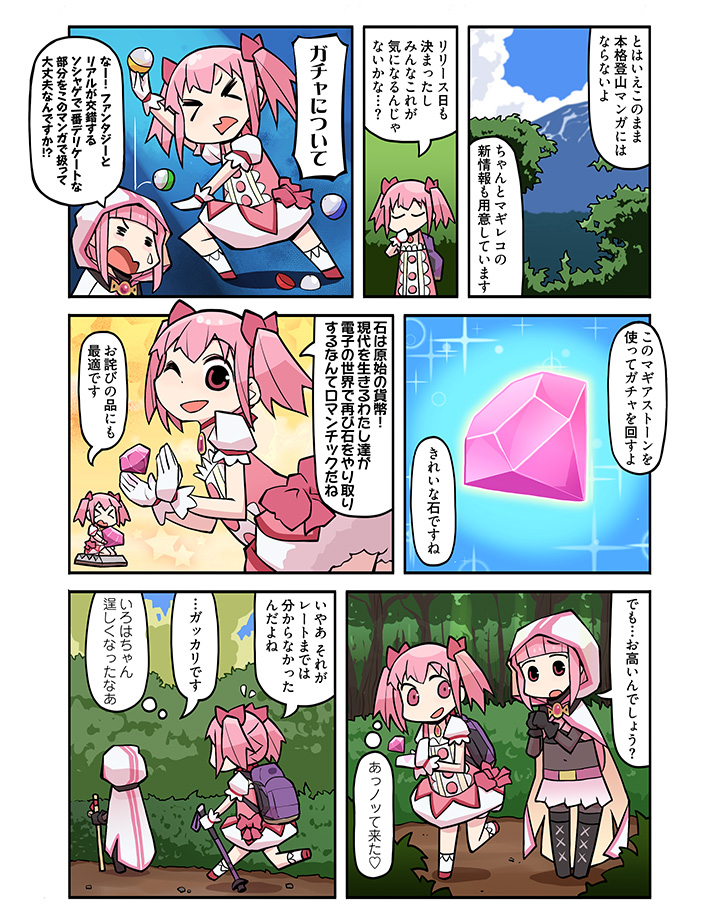 とはいえこのまま
本格登山マンガには
ならないよ
ちゃんとマギレコの
新情報も用意しています
リリース日も
決まったし
みんなこれが
気になるんじゃ
ないかな…?
ガチャについて
なー!ファンタジーと
リアルが交錯する
ソシャゲで一番デリケートな
部分をこのマンガで扱って
大丈夫なんですか!?
このマギアストーンを
使ってガチャを回すよ
きれいな石ですね
石は原始の貨幣!
現代を生きるわたし達が
電子の世界で再び石をやり取り
するなんてロマンチックだね
お詫びの品にも
最適です
でも…お高いんでしょう?
あっノッて来た♡
いやあ それが
レートまでは
分からなかった
んだよね
…ガッカリです
いろはちゃん
逞しくなったなあ